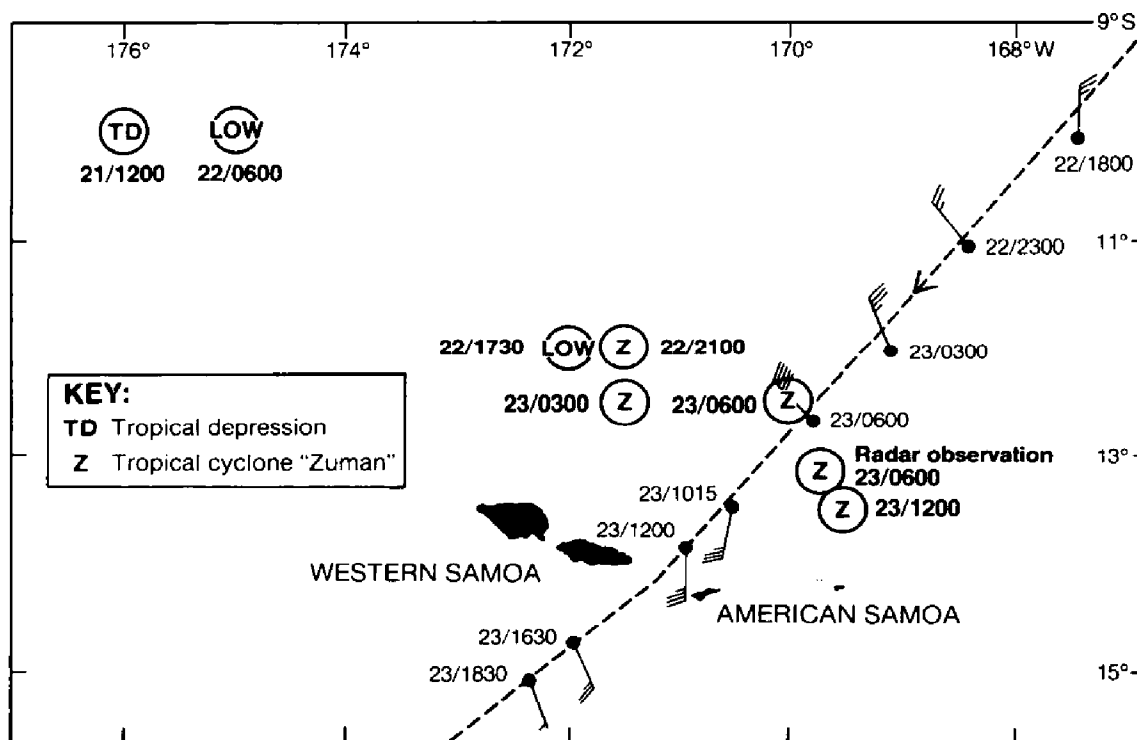 9°S
176° 174° 172° 170° 168°W
TD LOW
21/1200 22/0600
22/1800
22/2300
11°
22/1730 LOW Z 22/2100
23/0300
23/0300 Z 23/0600 Z
23/0600
KEY:
TD Tropical depression
Z Tropical cyclone "Zuman"
Radar observation
13°
Z 23/0600
23/1015
Z 23/1200
23/1200
WESTERN SAMOA
AMERICAN SAMOA
23/1630
23/1830
15°